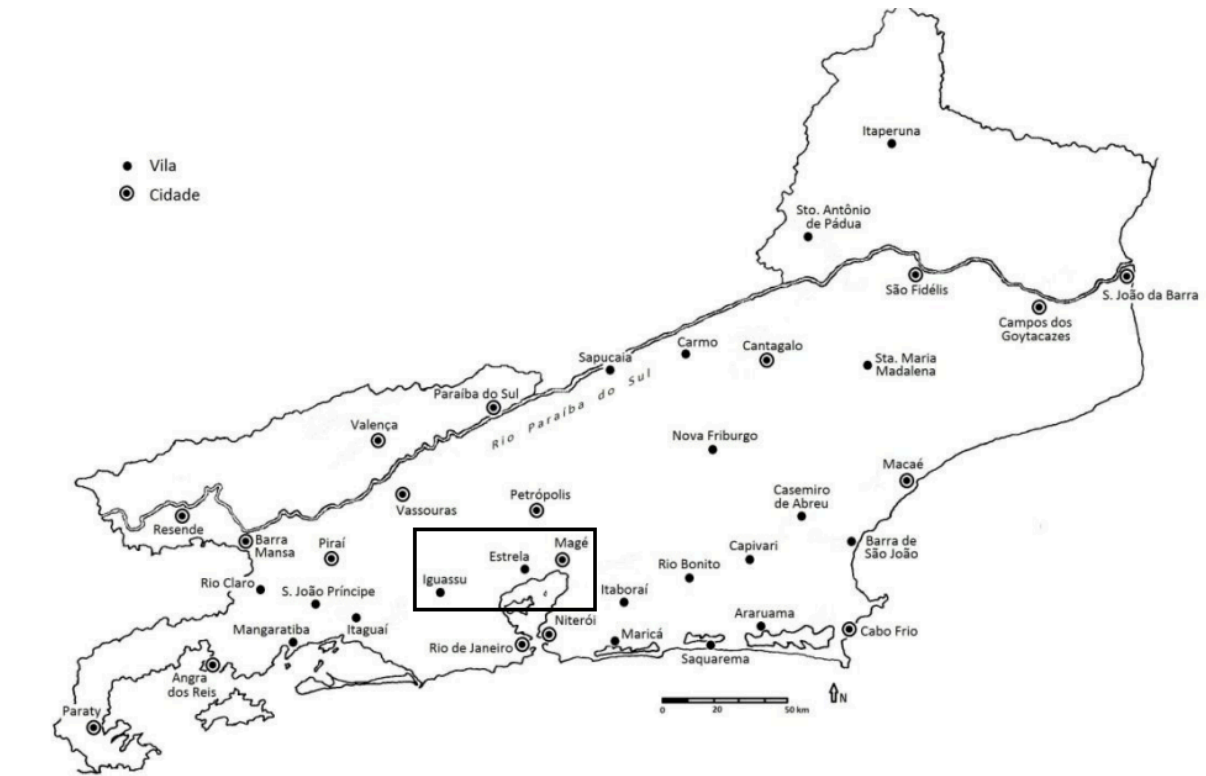 Itaperuna
Vila
Cidade
Sto. Antônio
de Pádua
São Fidélis
S. João da Barra
Campos dos
Goytacazes
Carmo
Cantagalo
Sapucaia
Sta. Maria
Madalena
Rio Paraíba do Sul
Paraíba do Sul
Valença
Nova Friburgo
Macaé
Casemiro
de Abreu
Vassouras
Petrópolis
Resende
Barra
Mansa
Piraí
Magé
Estrela
Barra de
São João
Capivari
Rio Bonito
Iguassu
Rio Claro
S. João Príncipe
Itaboraí
Araruama
Niterói
Mangaratiba
Itaguaí
Rio de Janeiro
Maricá
Cabo Frio
Saquarema
Angra
dos Reis
N
Paraty
0 20 50 km